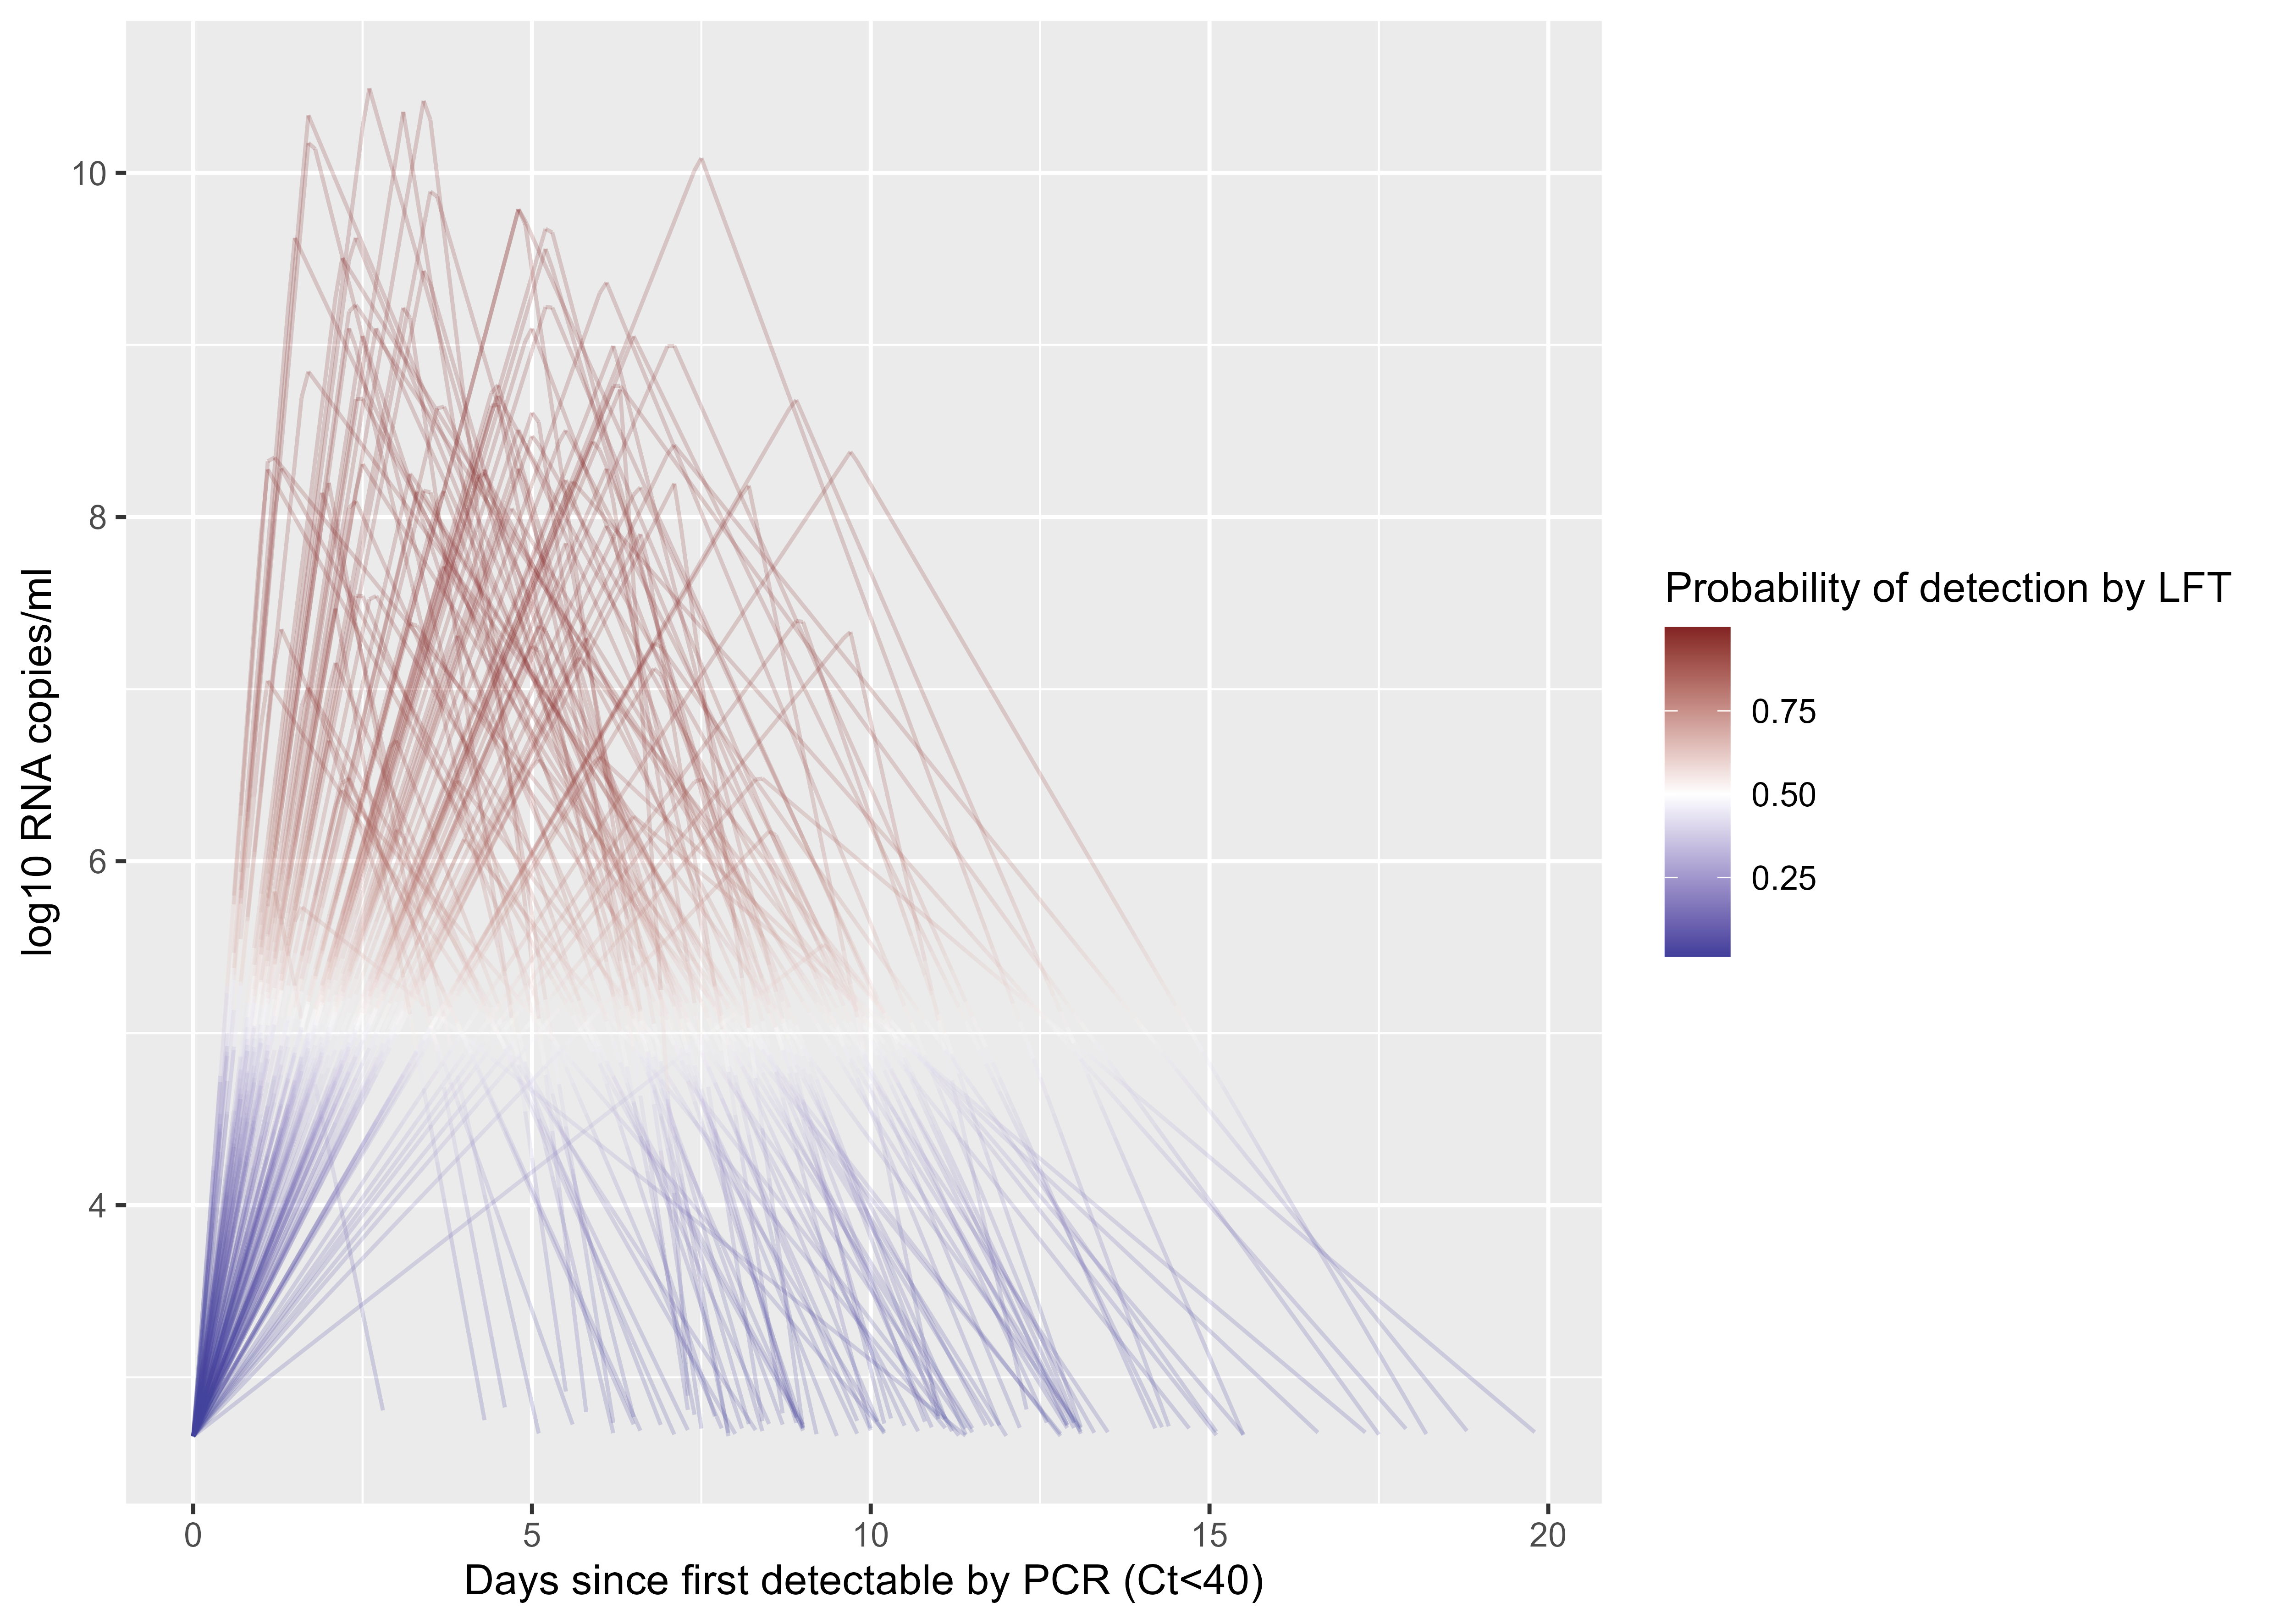 log10 RNA copies/ml
10
8
6
4
0 5 10 15 20
Days since first detectable by PCR (Ct<40)
Probability of detection by LFT
0.75
0.50
0.25